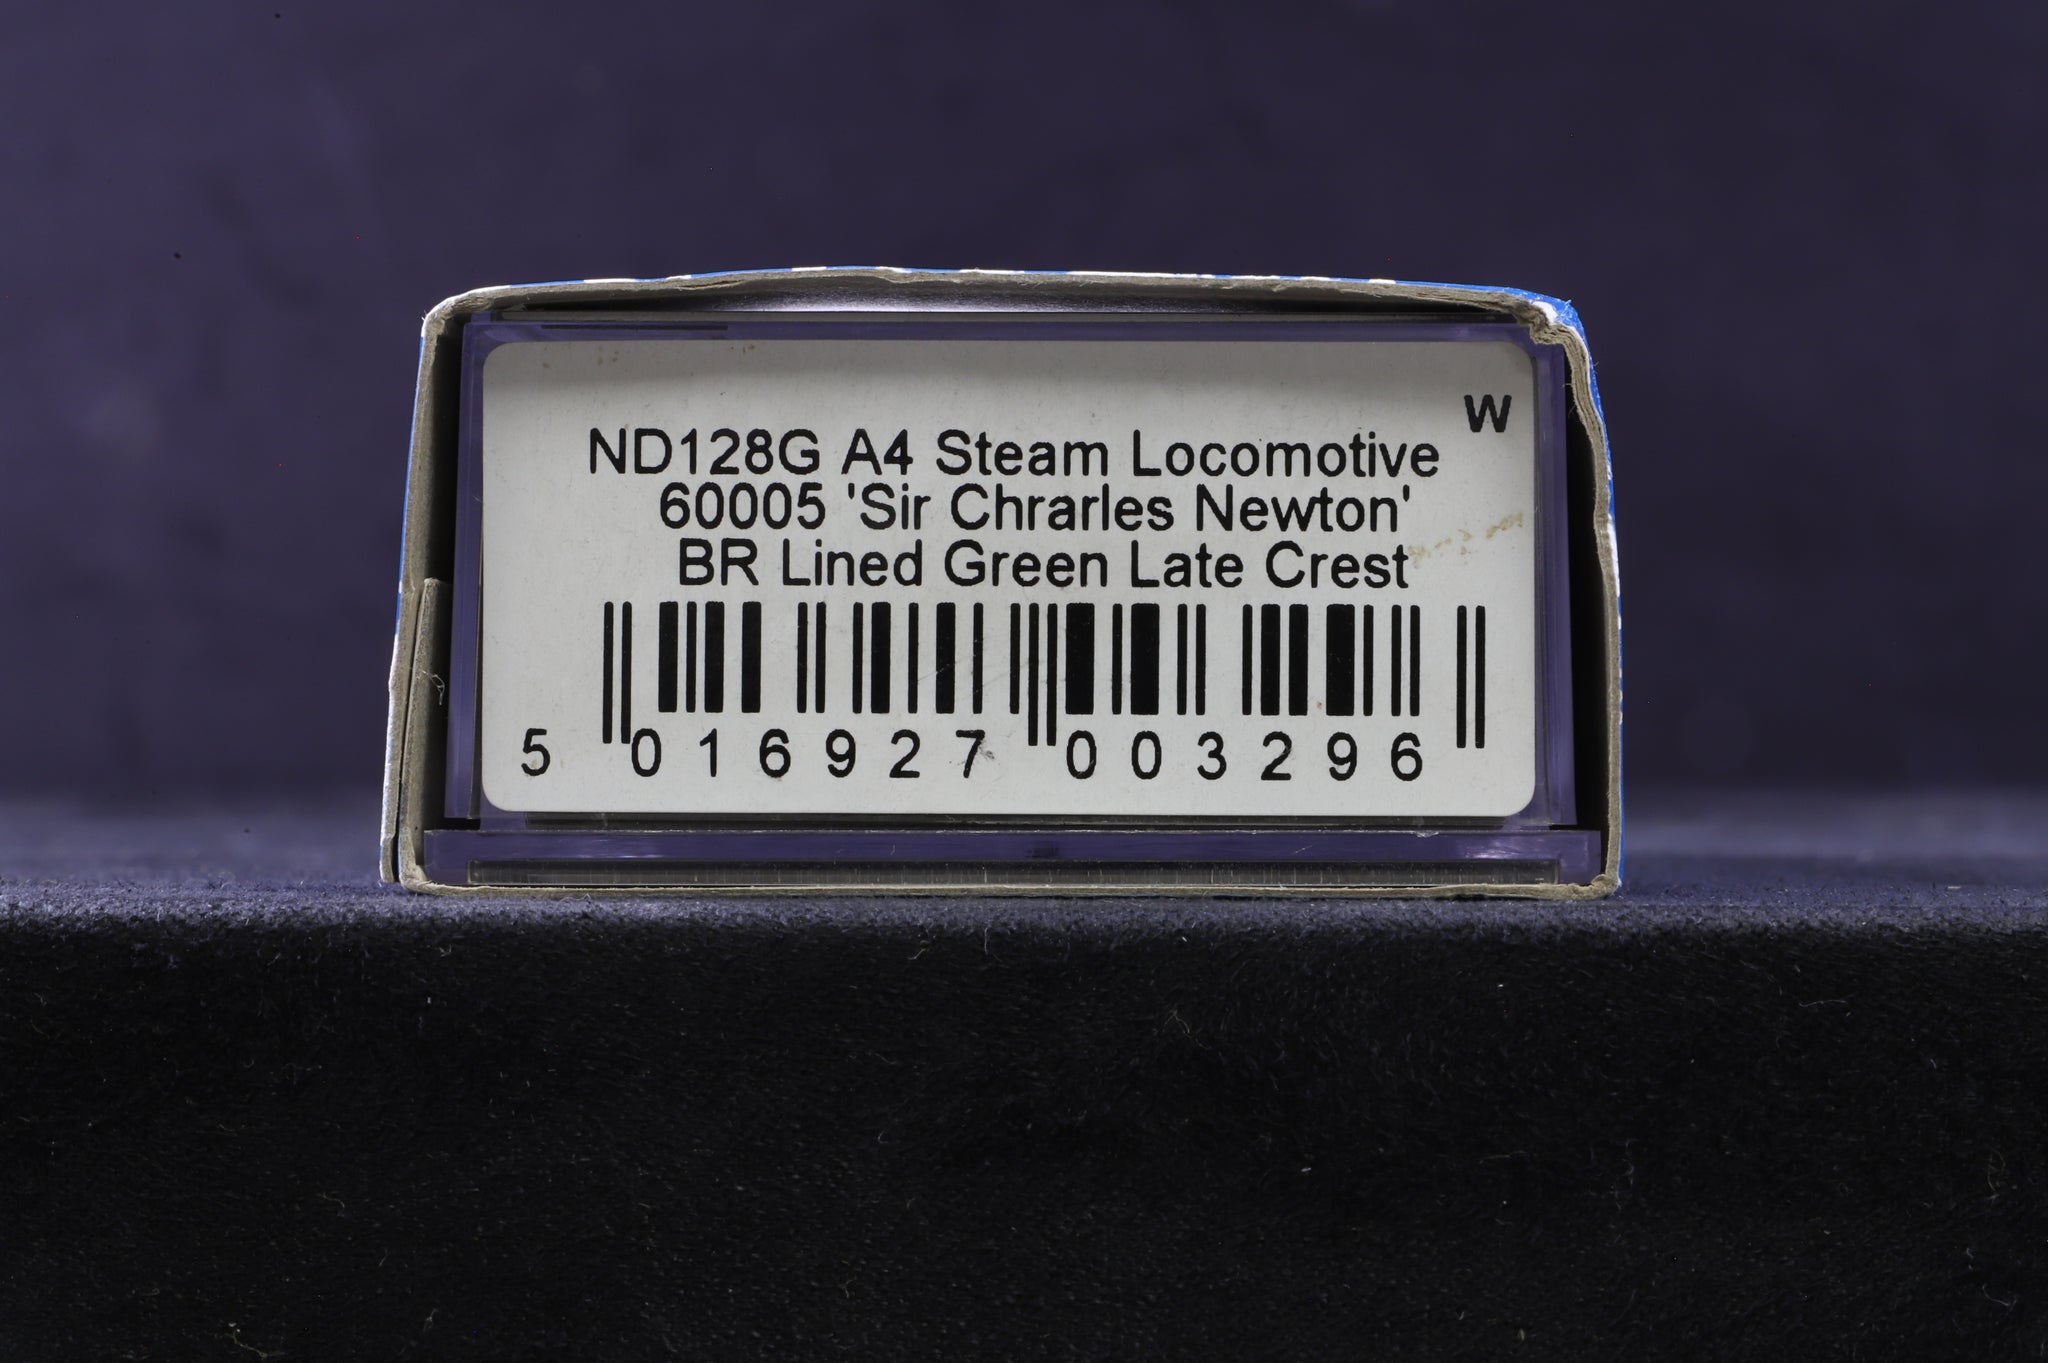 W
ND128G A4 Steam Locomotive
60005 'Sir Chrarles Newton'
BR Lined Green Late Crest
5 016927 003296